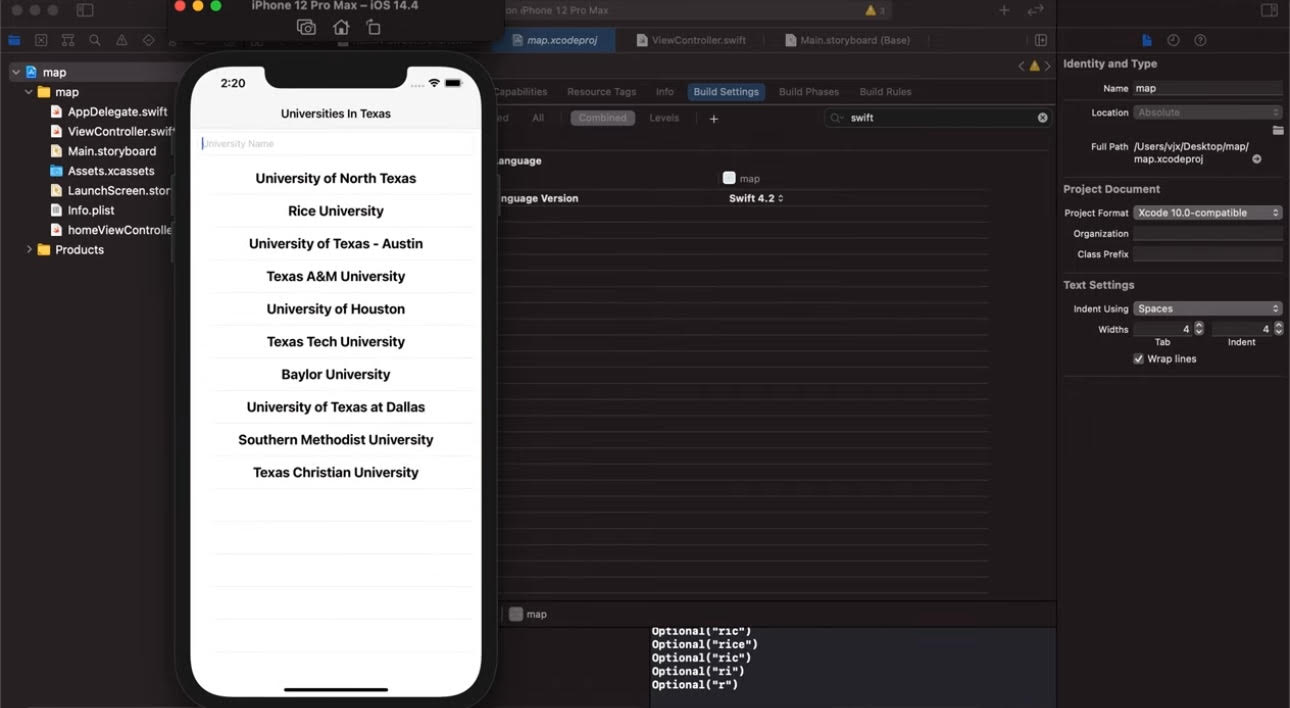 iPhone 12 Pro Max – iOS 14.4
on iPhone 12 Pro Max
3
map.xcodeproj
ViewController.swift
Main.storyboard (Base)
map
map
AppDelegate.swift
ViewController.swift
Main.storyboard
Assets.xcassets
LaunchScreen.stor
Info.plist
homeViewControlle
Products
2:20
Universities In Texas
University Name
University of North Texas
Rice University
University of Texas - Austin
Texas A&M University
University of Houston
Texas Tech University
Baylor University
University of Texas at Dallas
Southern Methodist University
Texas Christian University
Capabilities
Resource Tags
Info
Build Settings
Build Phases
Build Rules
ed
All
Combined
Levels
swift
anguage
map
nguage Version
Swift 4.2
map
Optional("ric")
Optional("rice")
Optional("ric")
Optional("ri")
Optional("r")
Identity and Type
Name map
Location Absolute
Full Path /Users/vjx/Desktop/map/
map.xcodeproj
Project Document
Project Format Xcode 10.0-compatible
Organization
Class Prefix
Text Settings
Indent Using Spaces
Widths 4 4
Tab Indent
Wrap lines